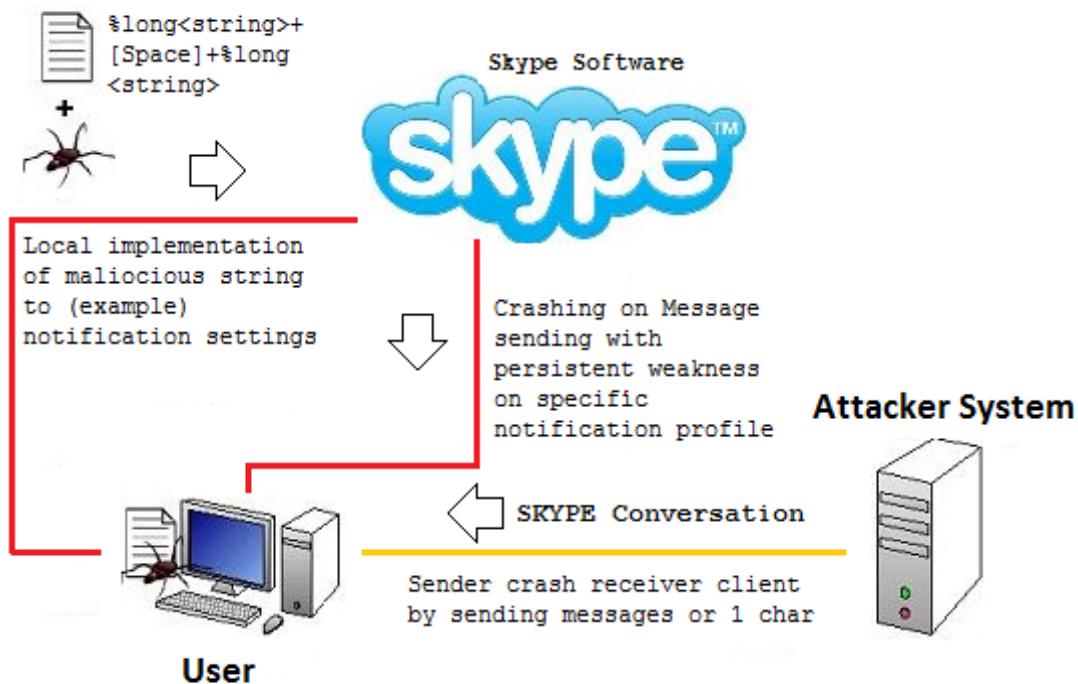 %long<string>+
[Space]+%long
<string>
+
Skype Software
skype
TM
Local implementation
of maliocious string
to (example)
notification settings
Crashing on Message
sending with
persistent weakness
on specific
notification profile
Attacker System
SKYPE Conversation
Sender crash receiver client
by sending messages or 1 char
User